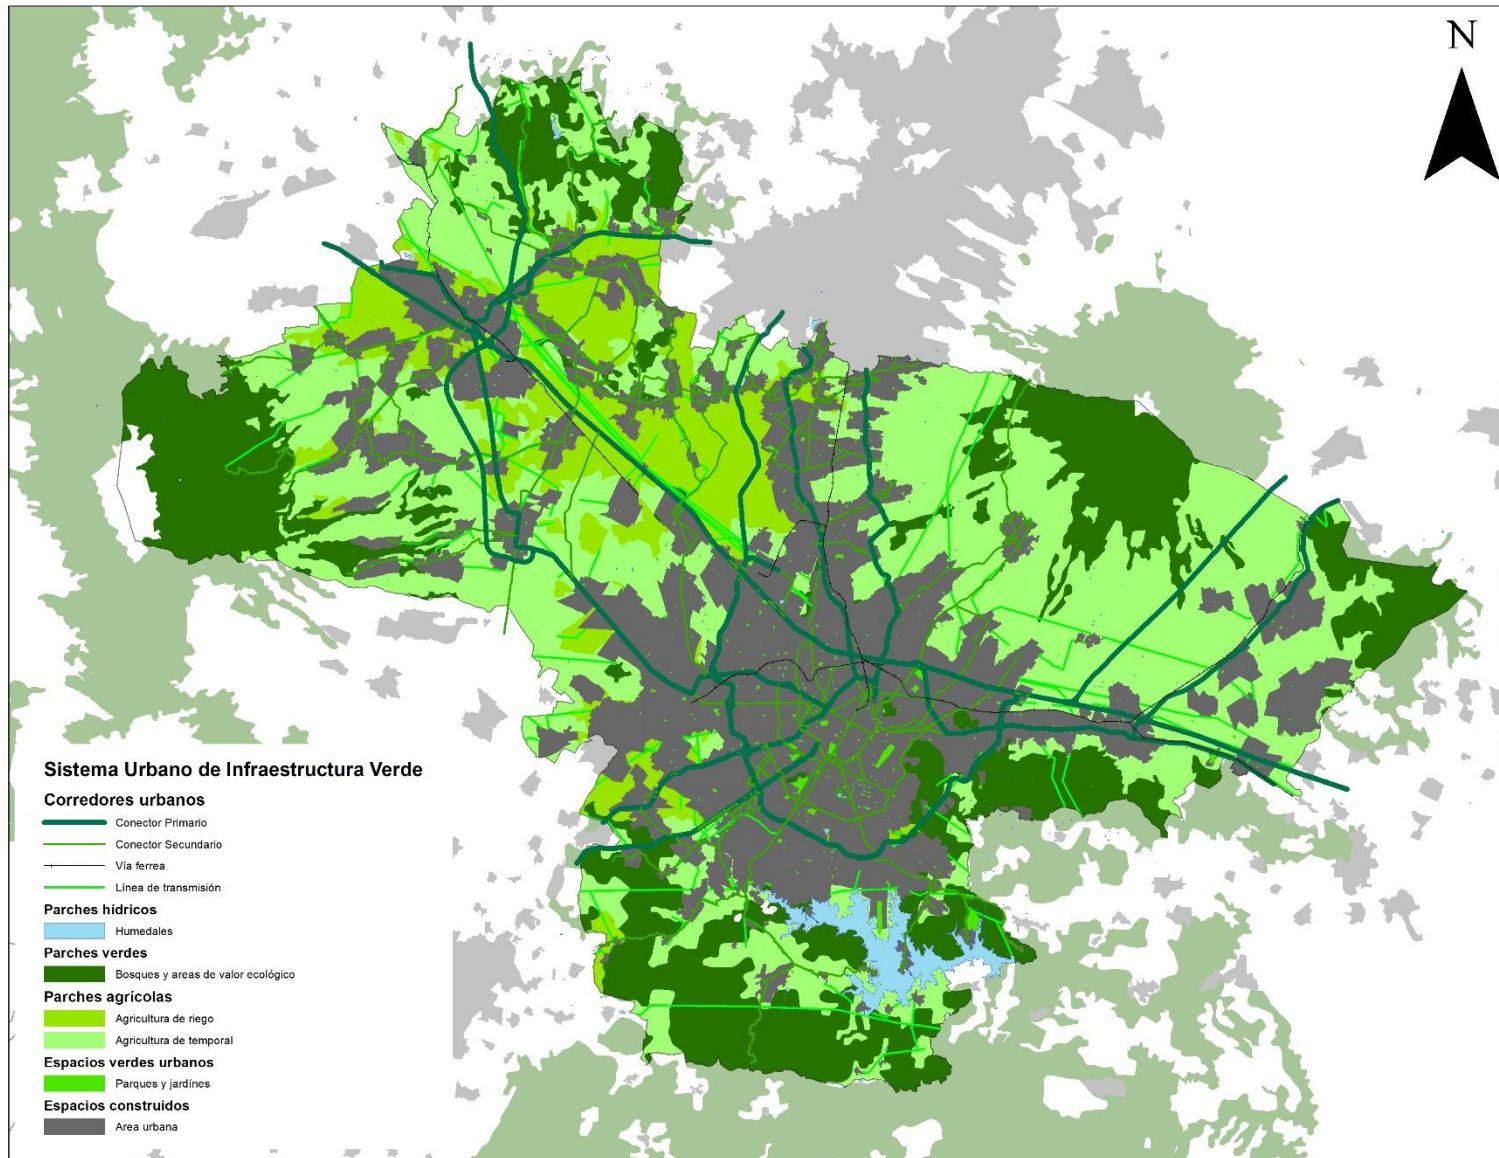 N
Sistema Urbano de Infraestructura Verde
Corredores urbanos
Conector Primario
Conector Secundario
Vía ferrea
Línea de transmisión
Parches hídricos
Humedales
Parches verdes
Bosques y areas de valor ecológico
Parches agrícolas
Agricultura de riego
Agricultura de temporal
Espacios verdes urbanos
Parques y jardínes
Espacios construidos
Area urbana